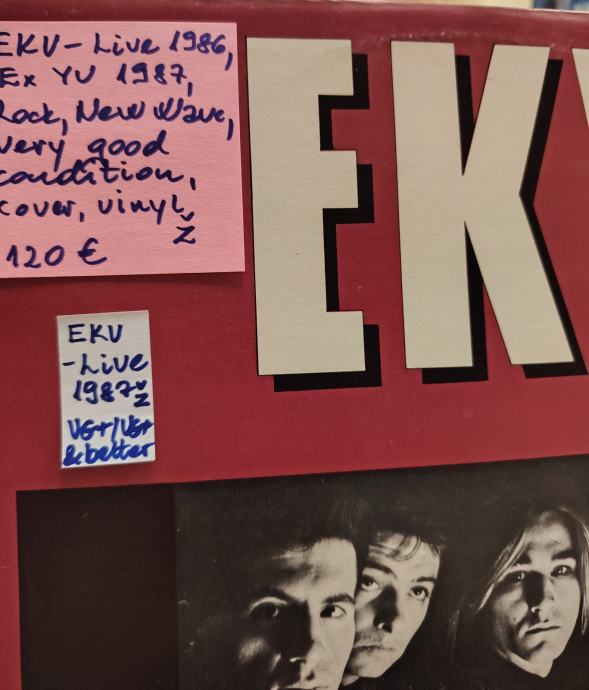 EKV - Live 1986,
Ex YU 1987,
Rock, New Wave,
very good
condition,
cover, vinyl,
Ž
120 €
EKV
- Live
1987 Ž
VG+/VG+
& better
EKV